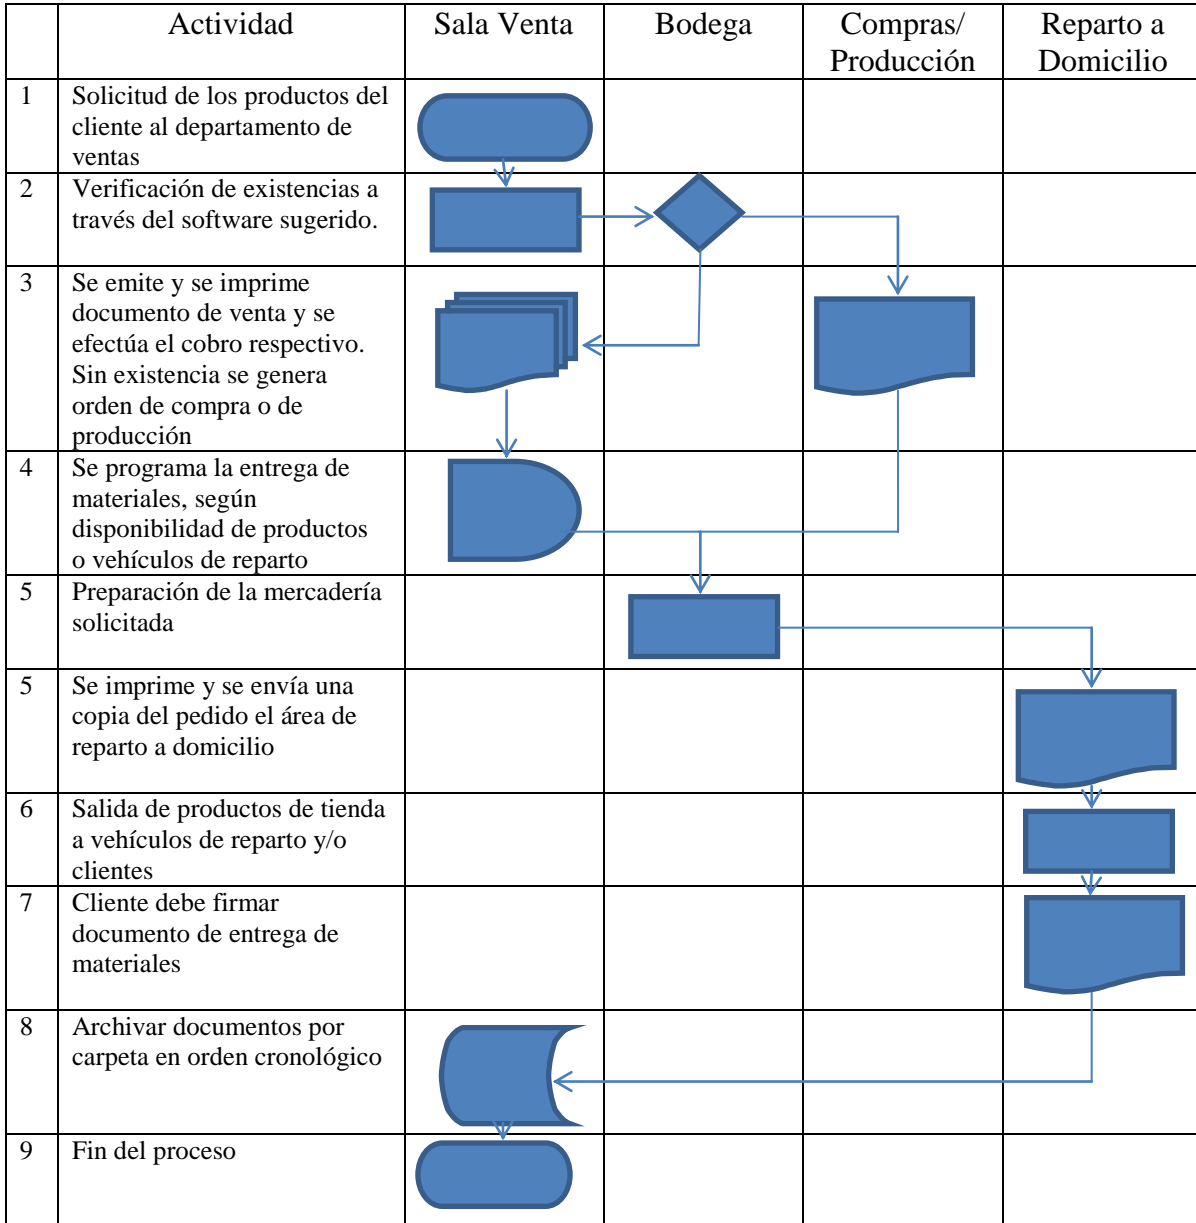 Actividad
Sala Venta
Bodega
Compras/
Producción
Reparto a
Domicilio
1
Solicitud de los productos del
cliente al departamento de
ventas
2
Verificación de existencias a
través del software sugerido.
3
Se emite y se imprime
documento de venta y se
efectúa el cobro respectivo.
Sin existencia se genera
orden de compra o de
producción
4
Se programa la entrega de
materiales, según
disponibilidad de productos
o vehículos de reparto
5
Preparación de la mercadería
solicitada
5
Se imprime y se envía una
copia del pedido el área de
reparto a domicilio
6
Salida de productos de tienda
a vehículos de reparto y/o
clientes
7
Cliente debe firmar
documento de entrega de
materiales
8
Archivar documentos por
carpeta en orden cronológico
9
Fin del proceso